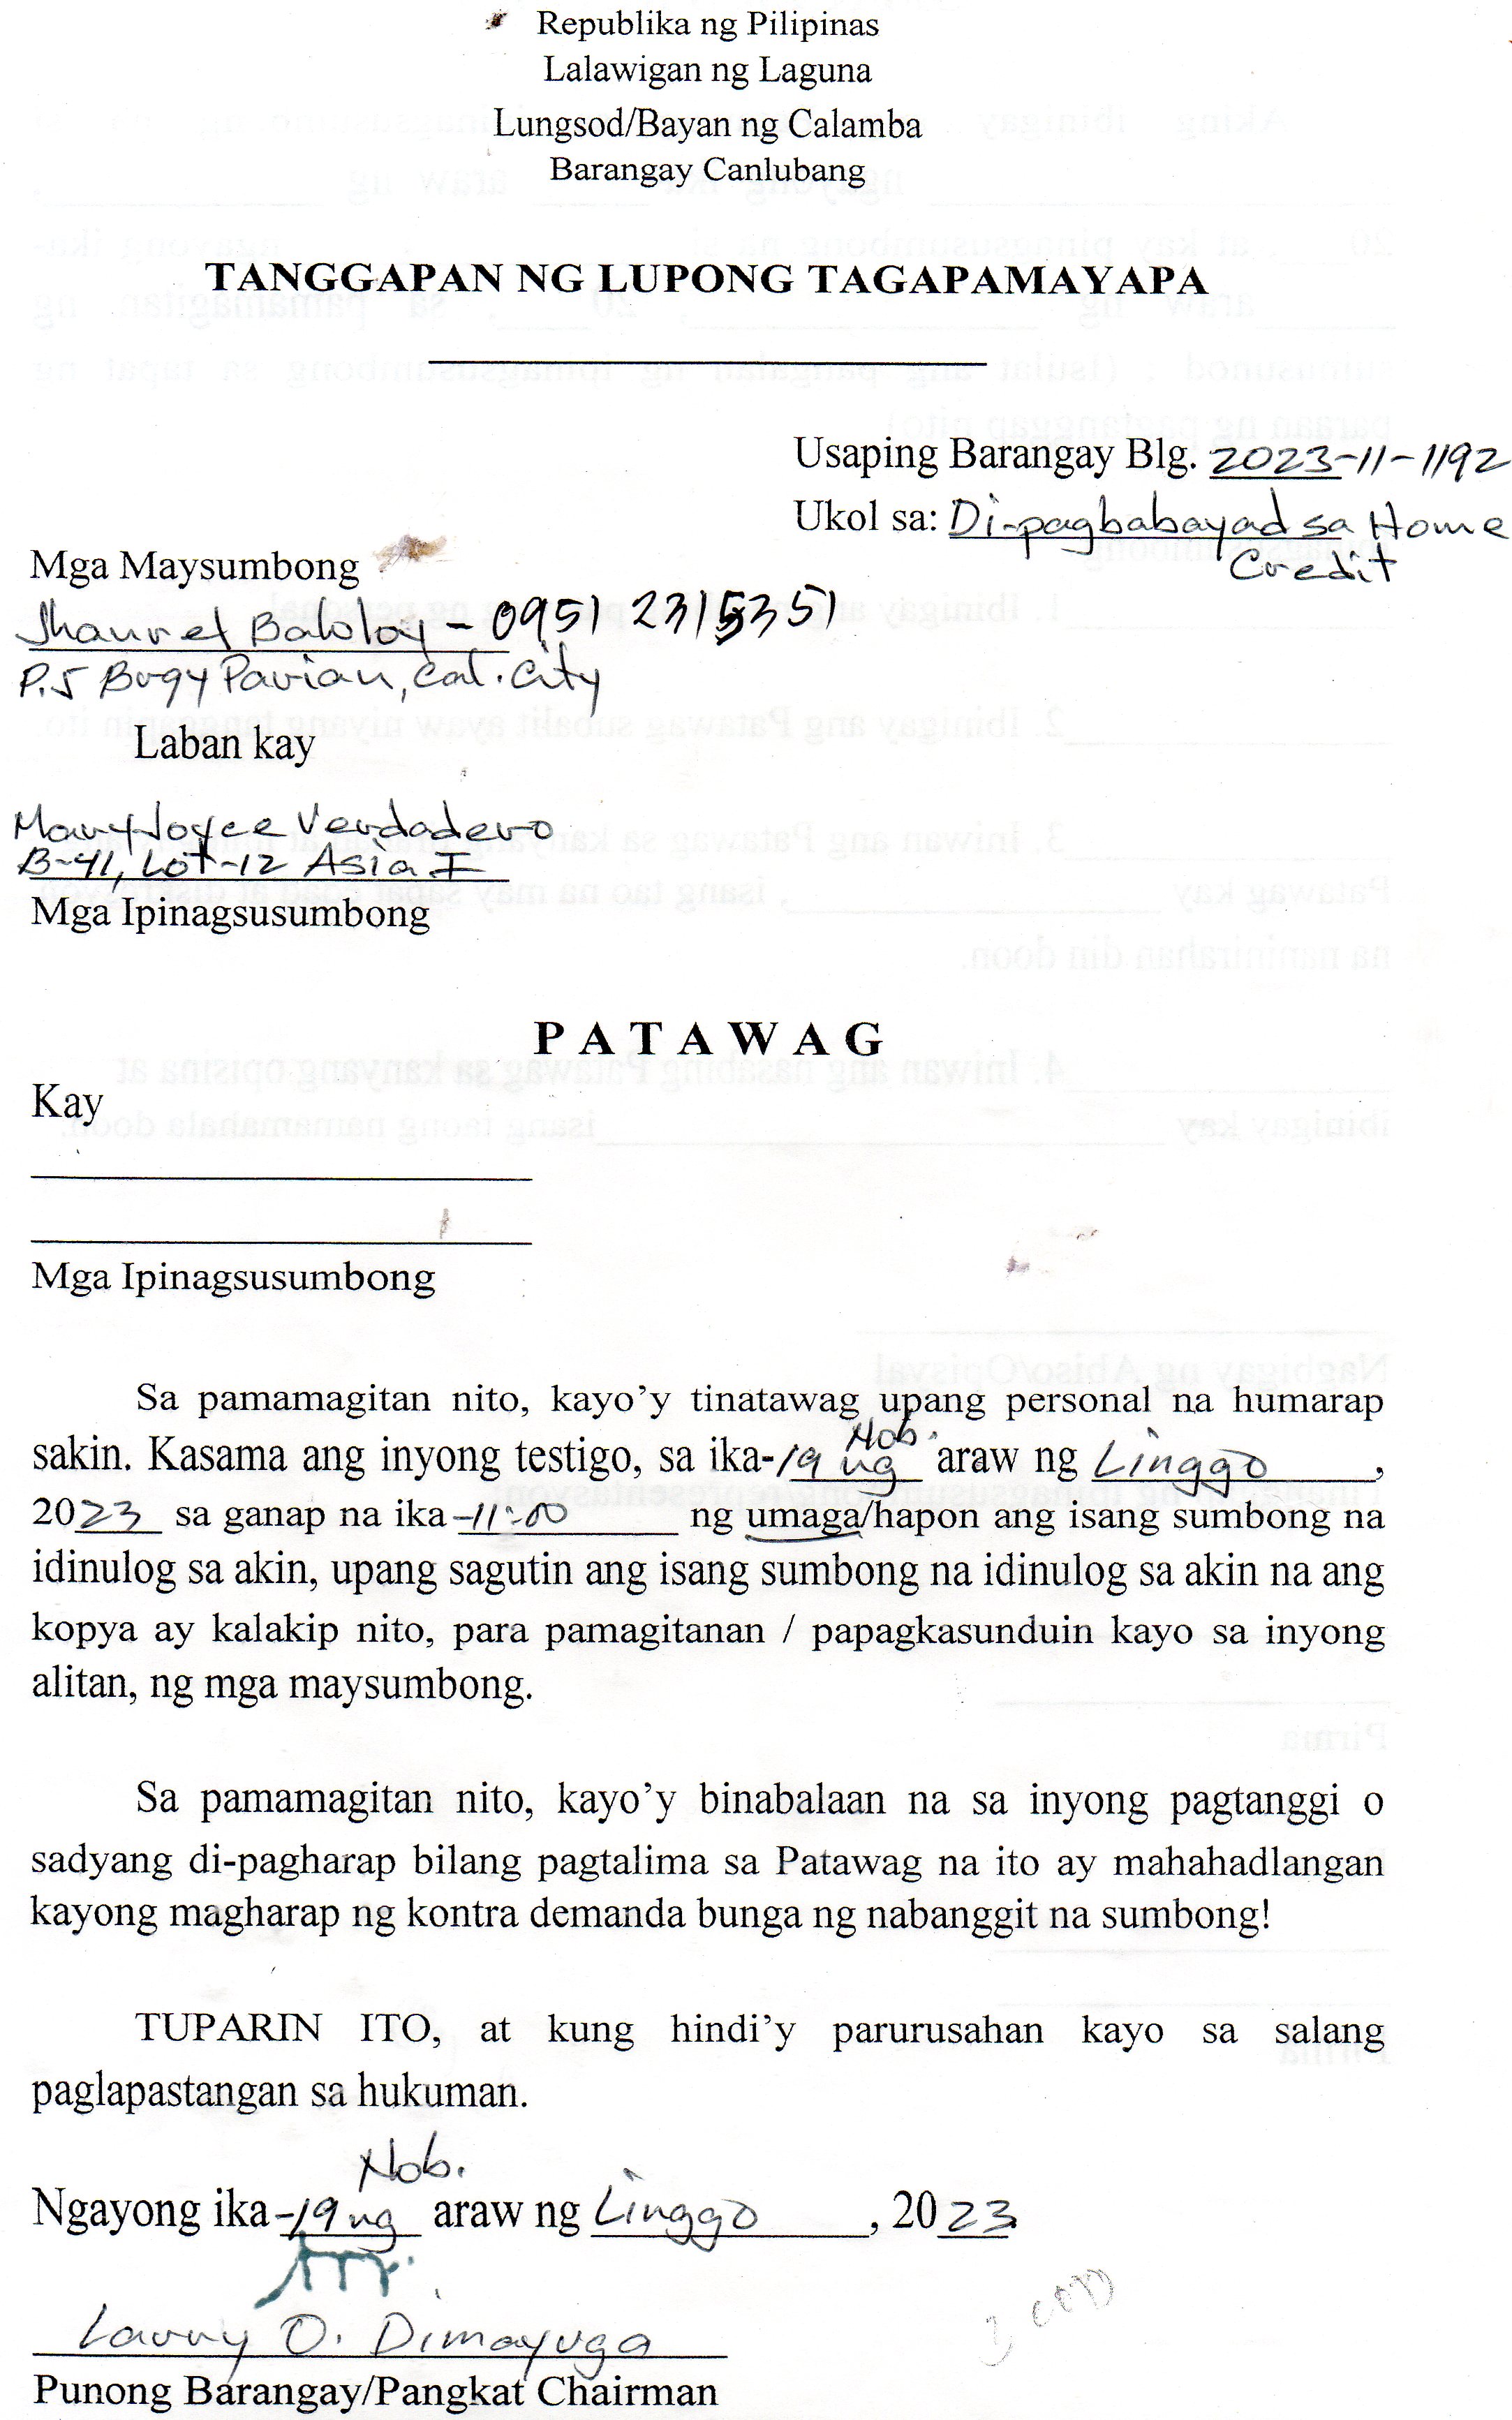 Republika ng Pilipinas
Lalawigan ng Laguna
Lungsod/Bayan ng Calamba
Barangay Canlubang
TANGGAPAN NG LUPONG TAGAPAMAYAPA
Usaping Barangay Blg. 2023-11-1192
Ukol sa: Di-pagbabayad sa Home
Credit
Mga Maysumbong
Jhaurel Baloloy - 0951 2315351
P.5 Brgy Parian, Cal. City
Laban kay
Mary Joyce Verdadero
B-41, Lot-12 Asia I
Mga Ipinagsusumbong
PATAWAG
Kay
Mga Ipinagsusumbong
Sa pamamagitan nito, kayo'y tinatawag upang personal na humarap
sakin. Kasama ang inyong testigo, sa ika-19 ng Nob. araw ng Linggo,
2023 sa ganap na ika-11:00 ng umaga/hapon ang isang sumbong na
idinulog sa akin, upang sagutin ang isang sumbong na idinulog sa akin na ang
kopya ay kalakip nito, para pamagitanan / papagkasunduin kayo sa inyong
alitan, ng mga maysumbong.
Sa pamamagitan nito, kayo'y binabalaan na sa inyong pagtanggi o
sadyang di-pagharap bilang pagtalima sa Patawag na ito ay mahahadlangan
kayong magharap ng kontra demanda bunga ng nabanggit na sumbong!
TUPARIN ITO, at kung hindi'y parurusahan kayo sa salang
paglapastangan sa hukuman.
Ngayong ika-19 ng Nob. araw ng Linggo, 2023
Larry O. Dimayuga
Punong Barangay/Pangkat Chairman